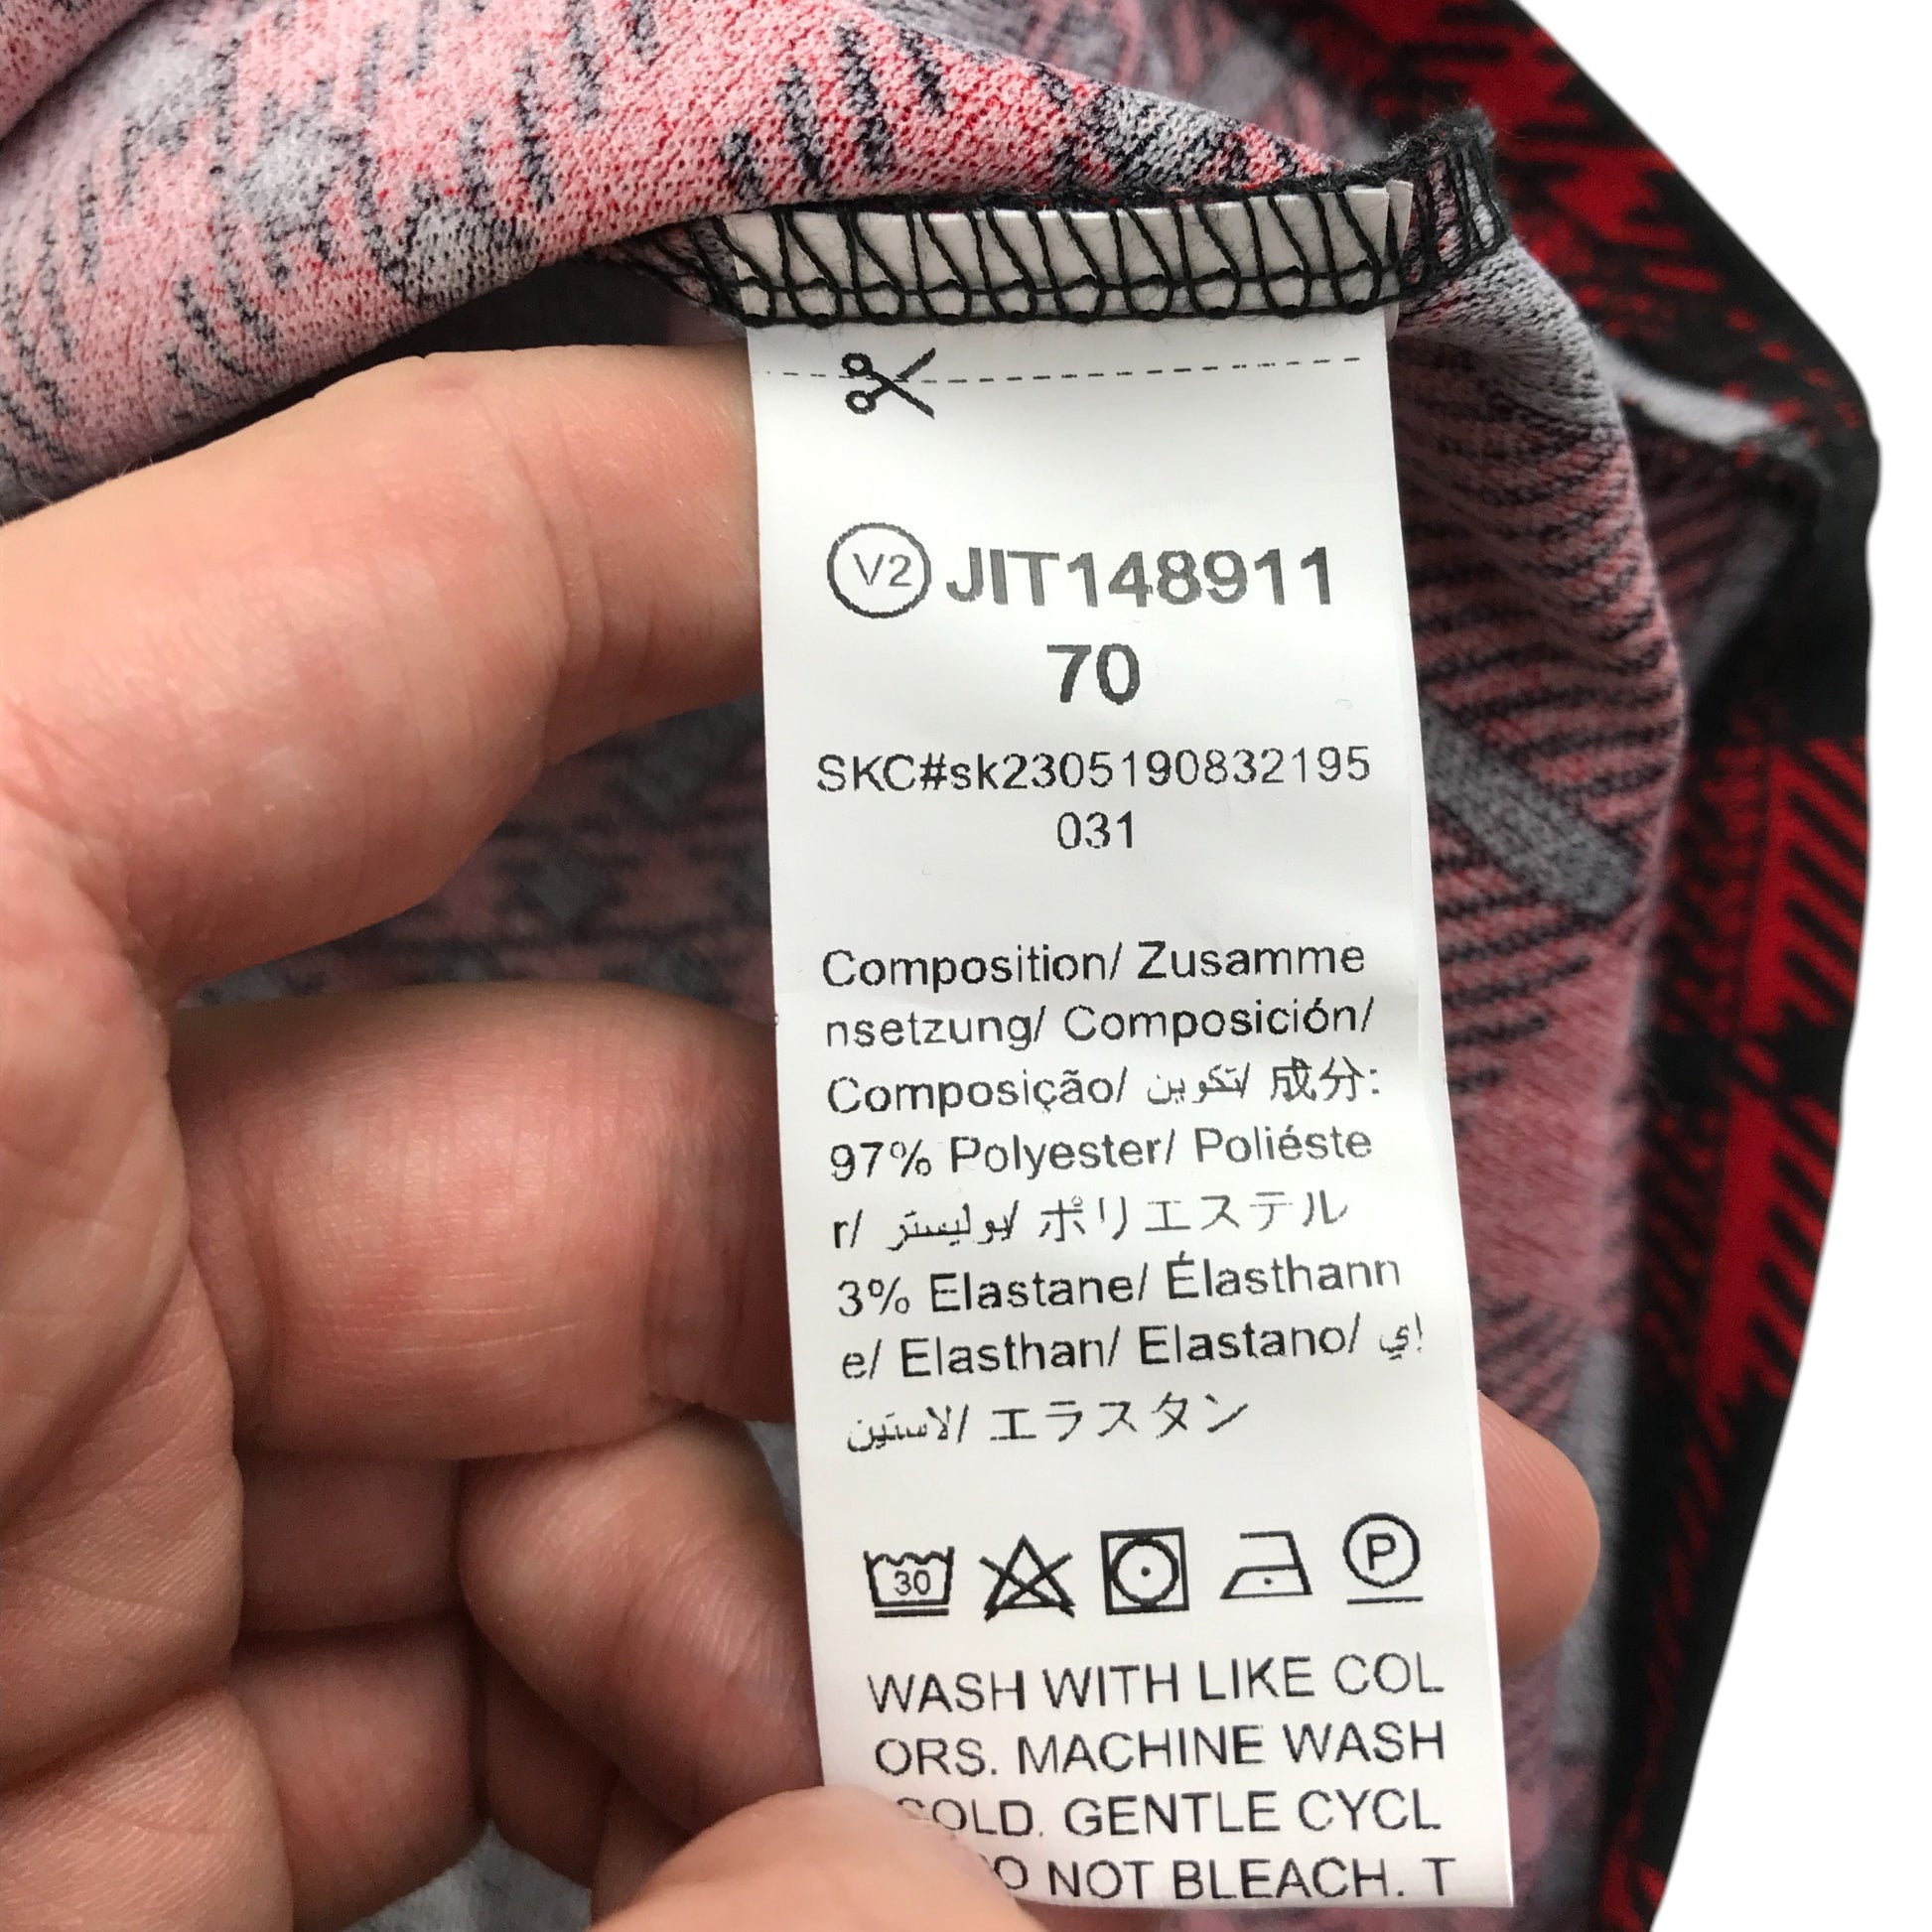 V2 JIT148911
70
SKC#sk2305190832195
031
Composition/ Zusamme
nsetzung/ Composición/
Composição/ تكوين/ 成分:
97% Polyester/ Poliéste
r/ بوليستر/ ポリエステル
3% Elastane/ Élasthann
e/ Elasthan/ Elastano/ إي
لاستين/ エラスタン
30 P
WASH WITH LIKE COL
ORS. MACHINE WASH
COLD. GENTLE CYCL
NOT BLEACH. T